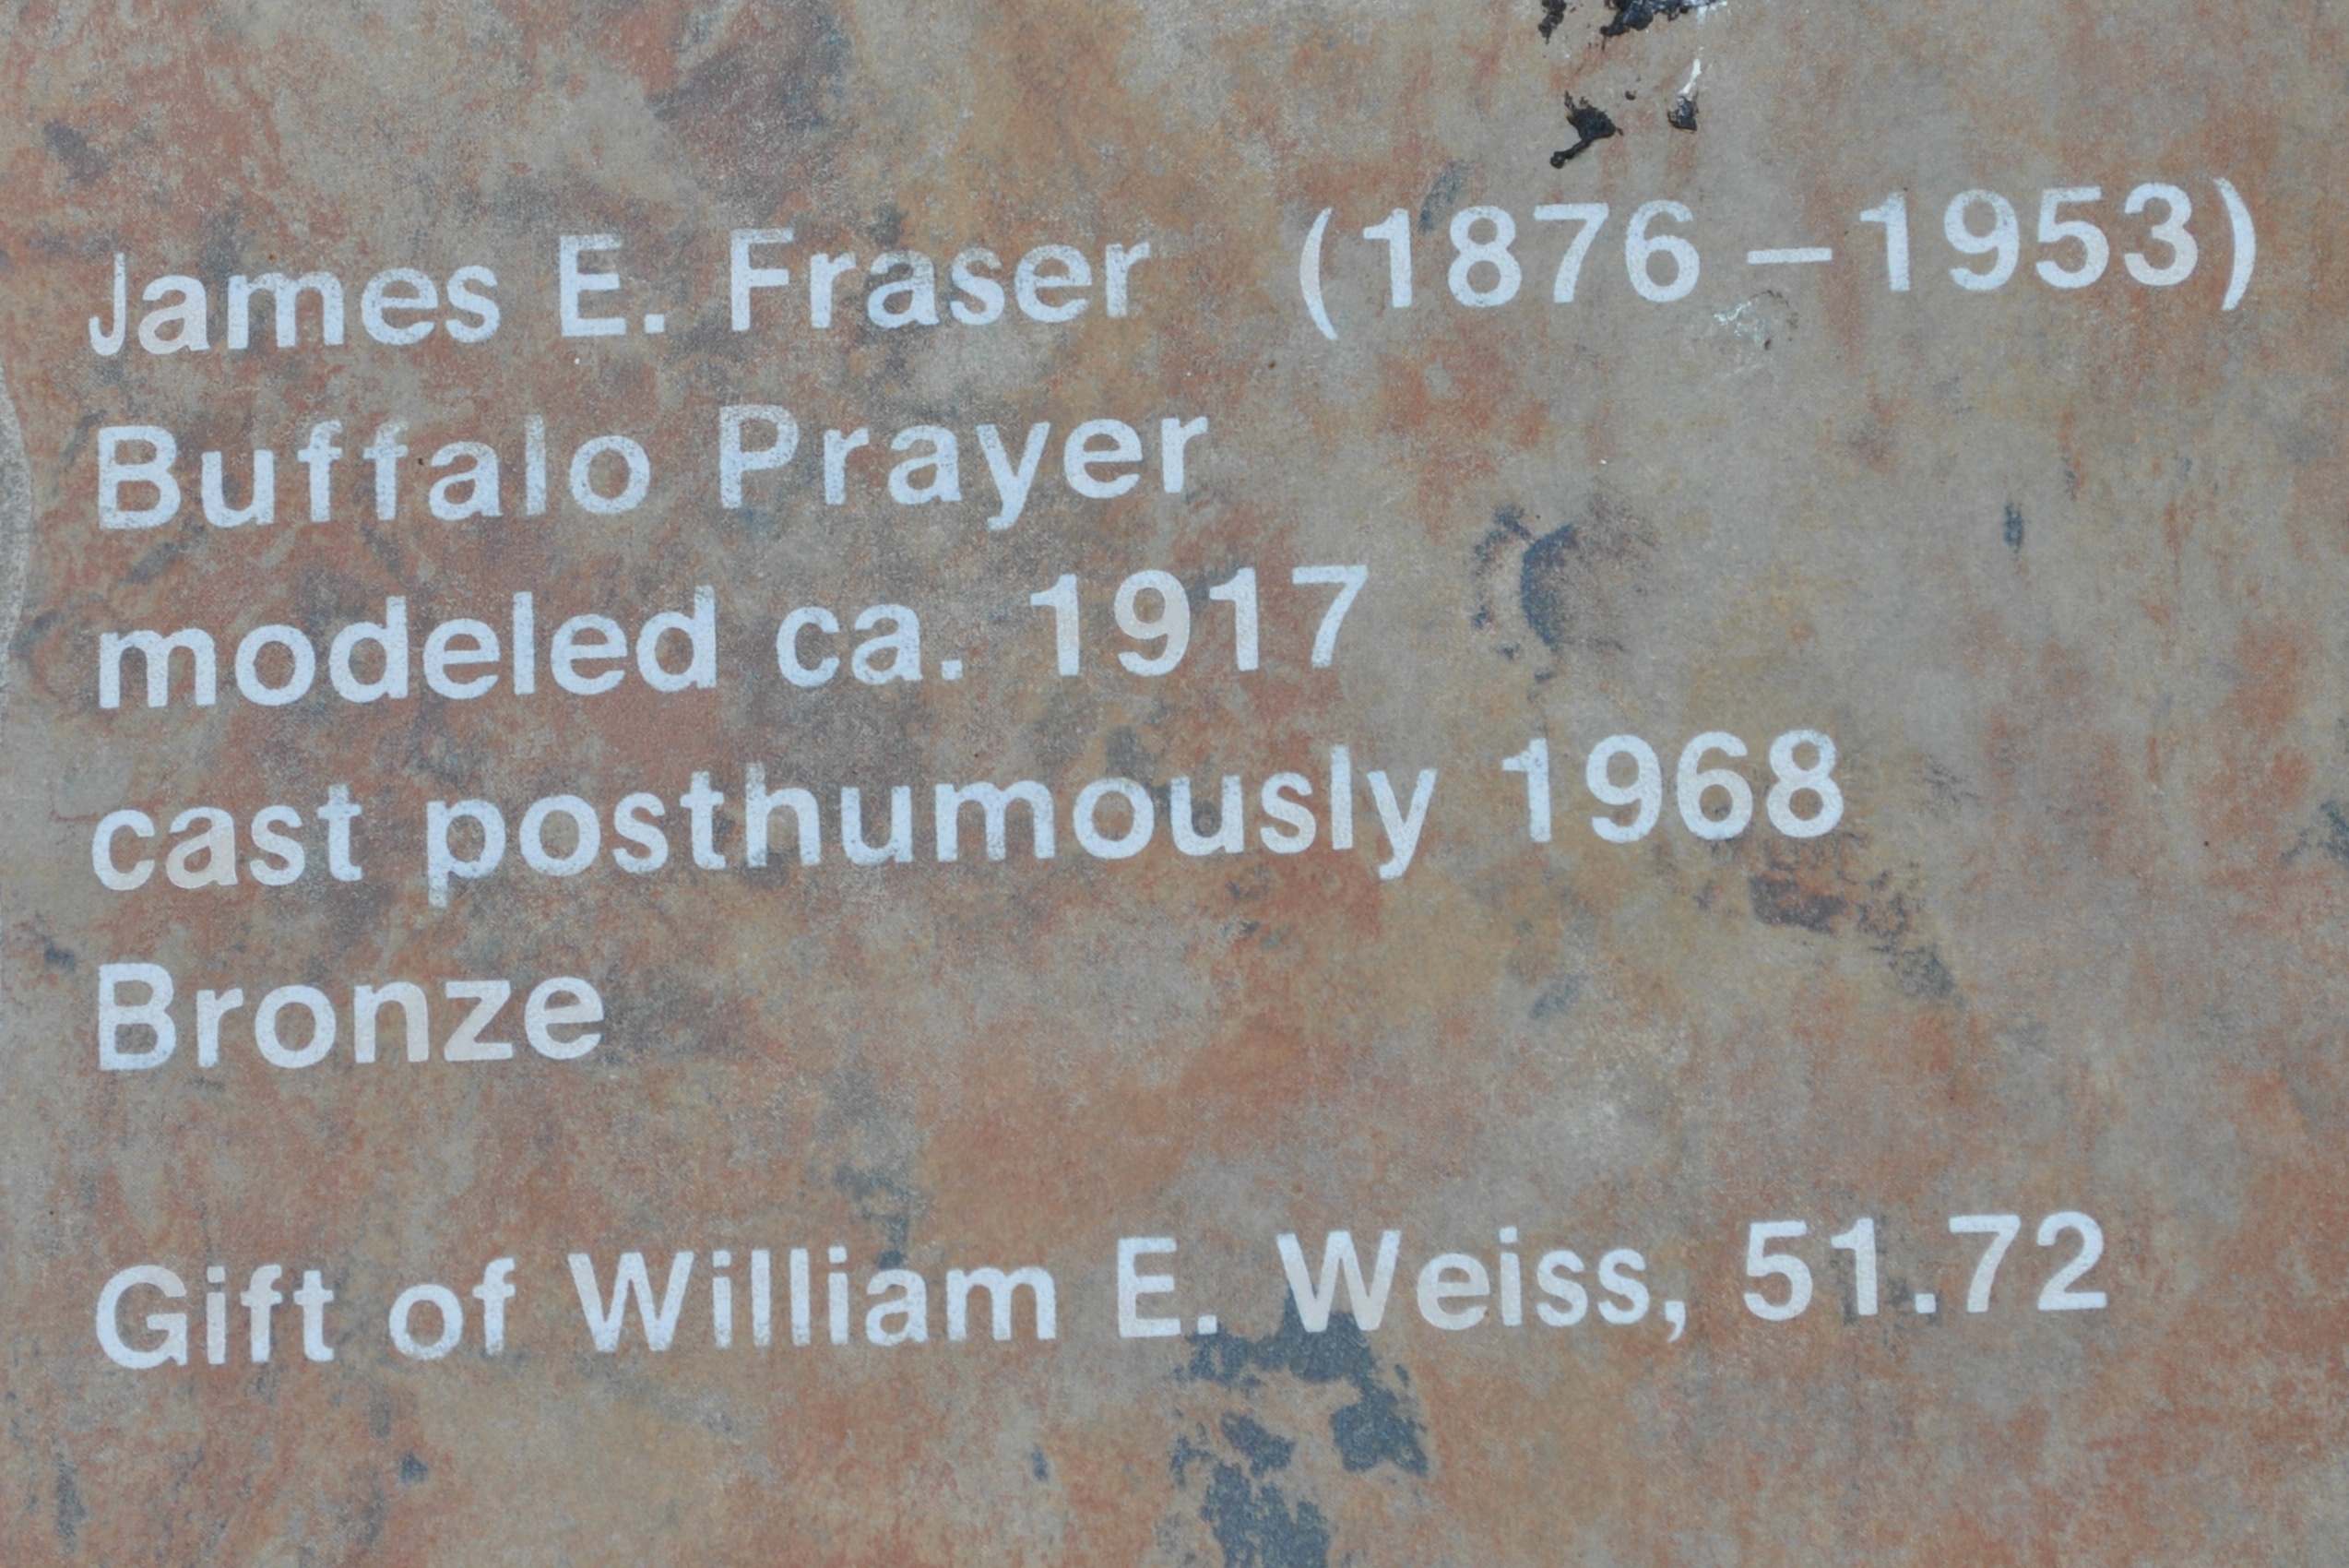 James E. Fraser (1876–1953)
Buffalo Prayer
modeled ca. 1917
cast posthumously 1968
Bronze
Gift of William E. Weiss, 51.72